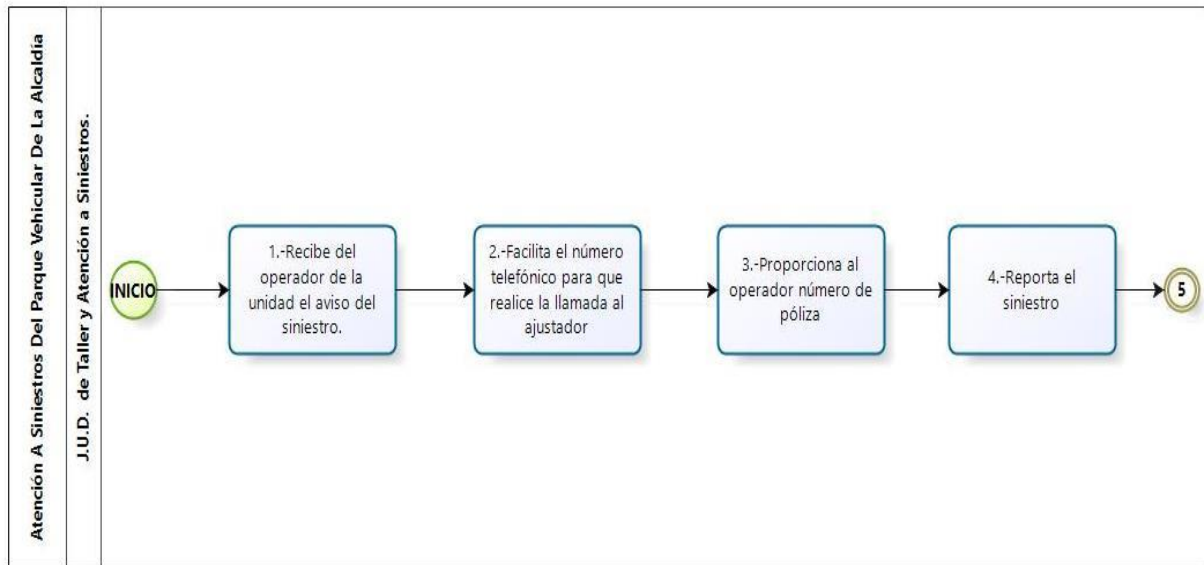 Atención A Siniestros Del Parque Vehicular De La Alcaldía
J.U.D. de Taller y Atención a Siniestros.
INICIO
1.-Recibe del
operador de la
unidad el aviso del
siniestro.
2.-Facilita el número
telefónico para que
realice la llamada al
ajustador
3.-Proporciona al
operador número de
póliza
4.-Reporta el
siniestro
5